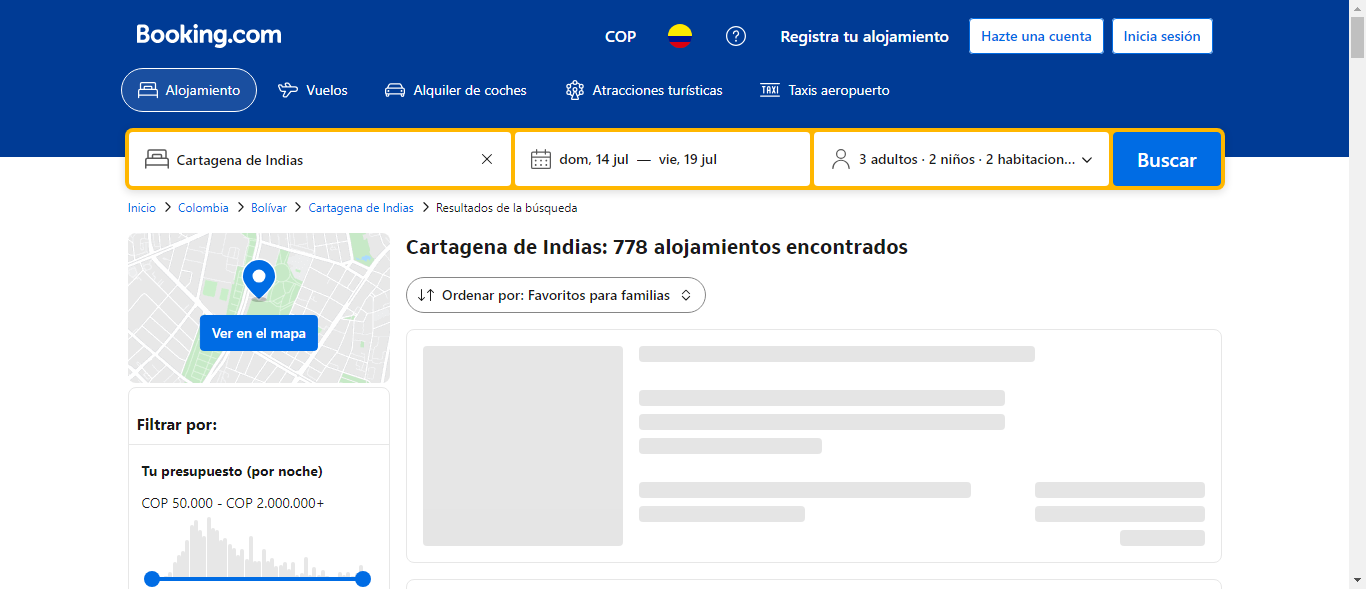 Booking.com
COP
Registra tu alojamiento
Hazte una cuenta
Inicia sesión
Alojamiento
Vuelos
Alquiler de coches
Atracciones turísticas
TAXI
Taxis aeropuerto
Cartagena de Indias
dom, 14 jul — vie, 19 jul
3 adultos · 2 niños · 2 habitacion...
Buscar
Inicio > Colombia > Bolívar > Cartagena de Indias > Resultados de la búsqueda
Cartagena de Indias: 778 alojamientos encontrados
Ordenar por: Favoritos para familias
Ver en el mapa
Filtrar por:
Tu presupuesto (por noche)
COP 50.000 - COP 2.000.000+